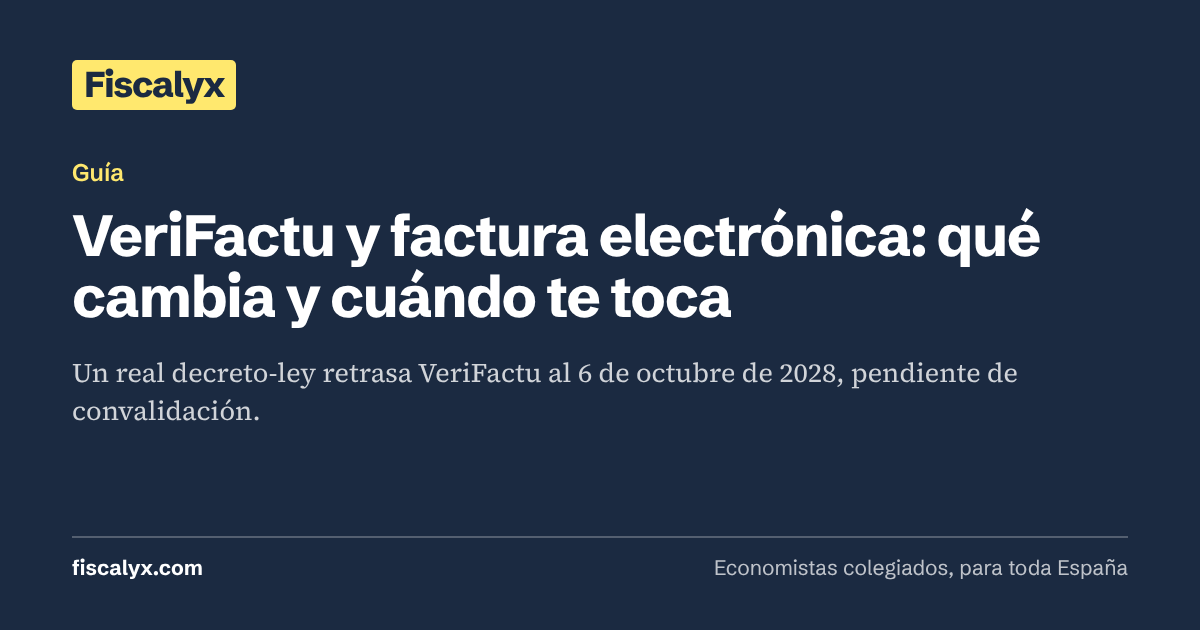 Fiscalyx
Guía
VeriFactu y factura electrónica: qué
cambia y cuándo te toca
Un real decreto-ley retrasa VeriFactu al 6 de octubre de 2028, pendiente de
convalidación.
fiscalyx.com
Economistas colegiados, para toda España